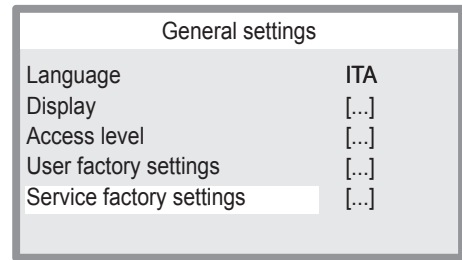 General settings
Language ITA
Display [...]
Access level [...]
User factory settings [...]
Service factory settings [...]